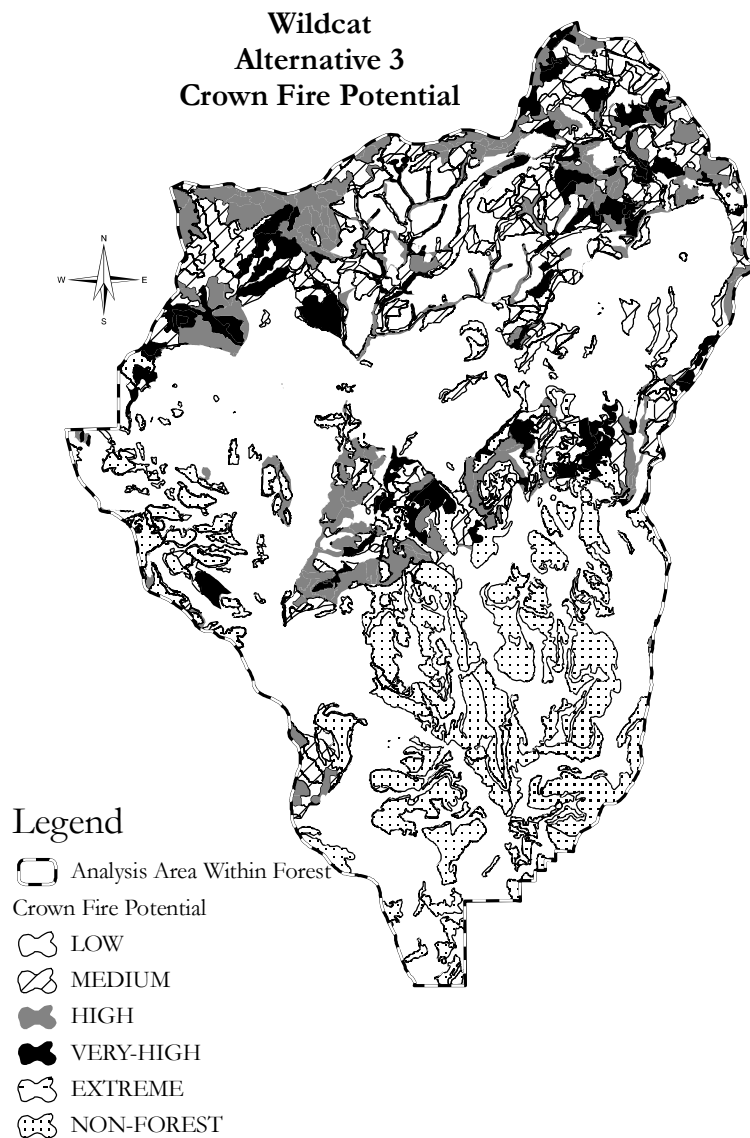 Wildcat
Alternative 3
Crown Fire Potential
N
W E
S
Legend
Analysis Area Within Forest
Crown Fire Potential
LOW
MEDIUM
HIGH
VERY-HIGH
EXTREME
NON-FOREST